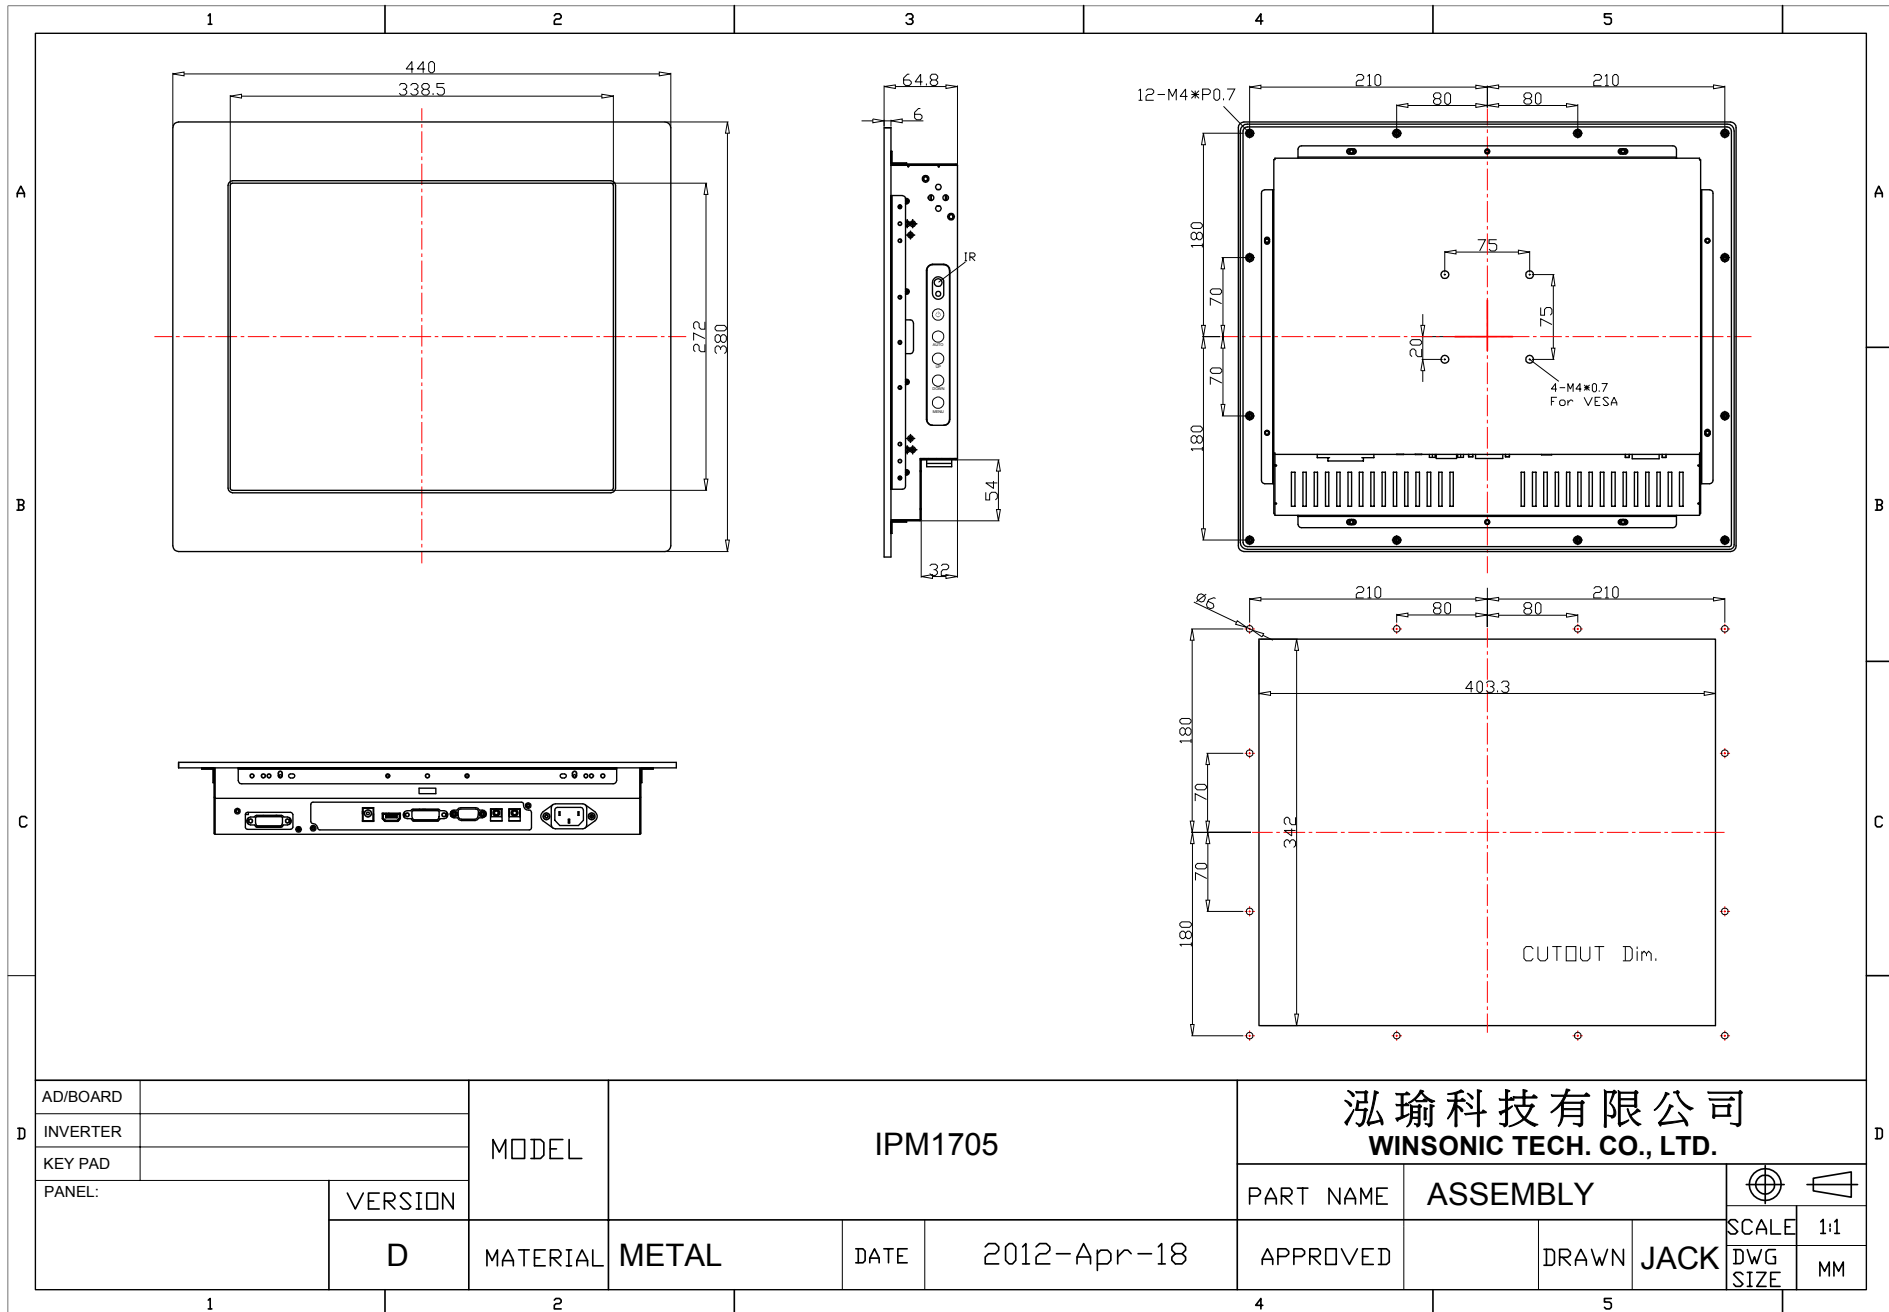 1 2 3 4 5
A
B
C
D
A
B
C
D
440
338.5
272
380
64.8
6
IR
AUTO
UP
DOWN
MENU
54
32
12-M4*P0.7
210 210
80 80
180
70
70
180
75
75
20
4-M4*0.7
For VESA
ø6
210 210
80 80
403.3
180
70
342
70
180
CUTOUT Dim.
AD/BOARD
INVERTER
KEY PAD
PANEL:
VERSION
D
MODEL
IPM1705
MATERIAL METAL
DATE 2012-Apr-18
泓瑜科技有限公司
WINSONIC TECH. CO., LTD.
PART NAME ASSEMBLY
APPROVED
DRAWN JACK
SCALE 1:1
DWG
SIZE
MM
1 2 4 5